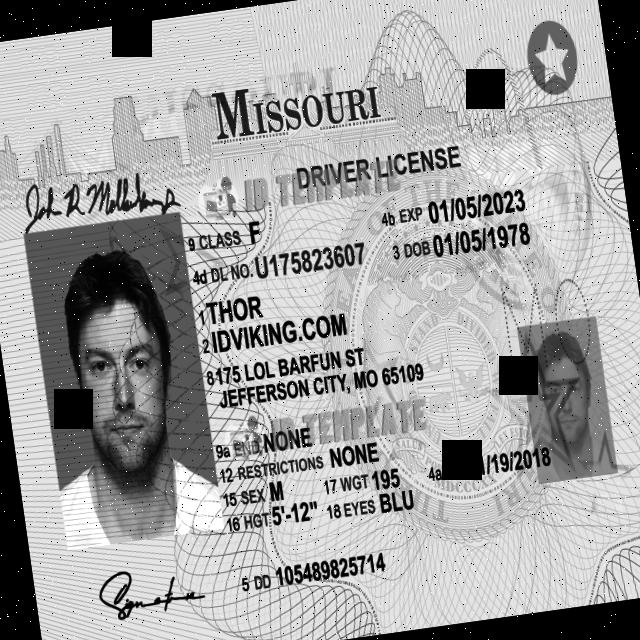 MISSOURI
ID TEMPLATE
DRIVER LICENSE
9 CLASS F
4b EXP 01/05/2023
4d DL NO. U175823607
3 DOB 01/05/1978
1 THOR
2 IDVIKING.COM
8 175 LOL BARFUN ST
JEFFERSON CITY, MO 65109
ID TEMPLATE
9a END NONE
12 RESTRICTIONS NONE
15 SEX M 17 WGT 195
/19/2018
16 HGT 5'-12" 18 EYES BLU
5 DD 105489825714
Signature